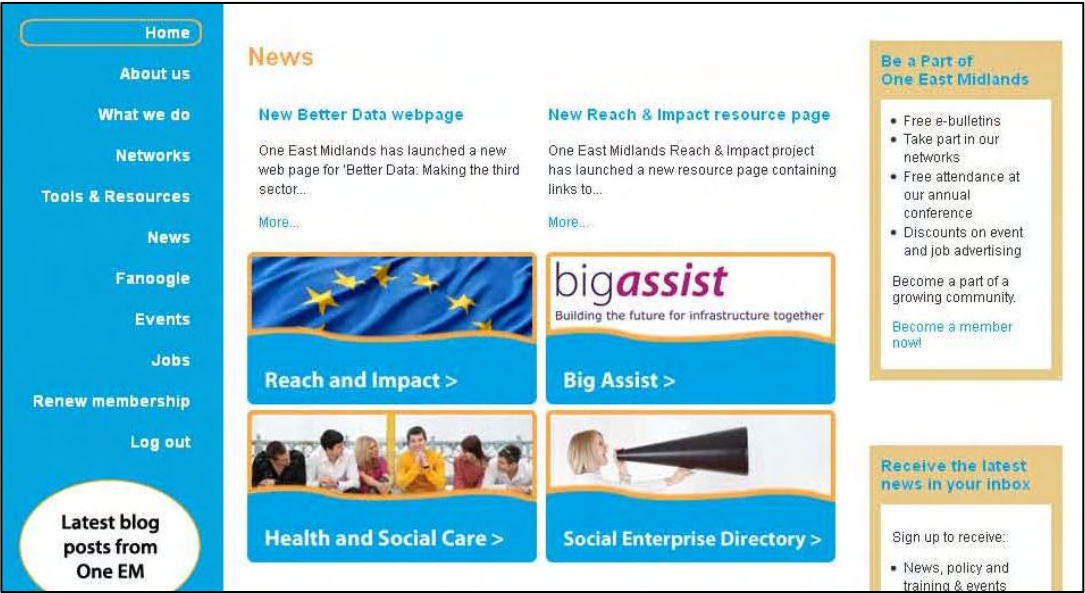 Home
About us
What we do
Networks
Tools & Resources
News
Fanoogle
Events
Jobs
Renew membership
Log out
Latest blog
posts from
One EM
News
New Better Data webpage
One East Midlands has launched a new
web page for 'Better Data: Making the third
sector...
More...
New Reach & Impact resource page
One East Midlands Reach & Impact project
has launched a new resource page containing
links to...
More...
Reach and Impact >
bigassist
Building the future for infrastructure together
Big Assist >
Health and Social Care >
Social Enterprise Directory >
Be a Part of
One East Midlands
• Free e-bulletins
• Take part in our
networks
• Free attendance at
our annual
conference
• Discounts on event
and job advertising
Become a part of a
growing community.
Become a member
now!
Receive the latest
news in your inbox
Sign up to receive:
• News, policy and
training & events